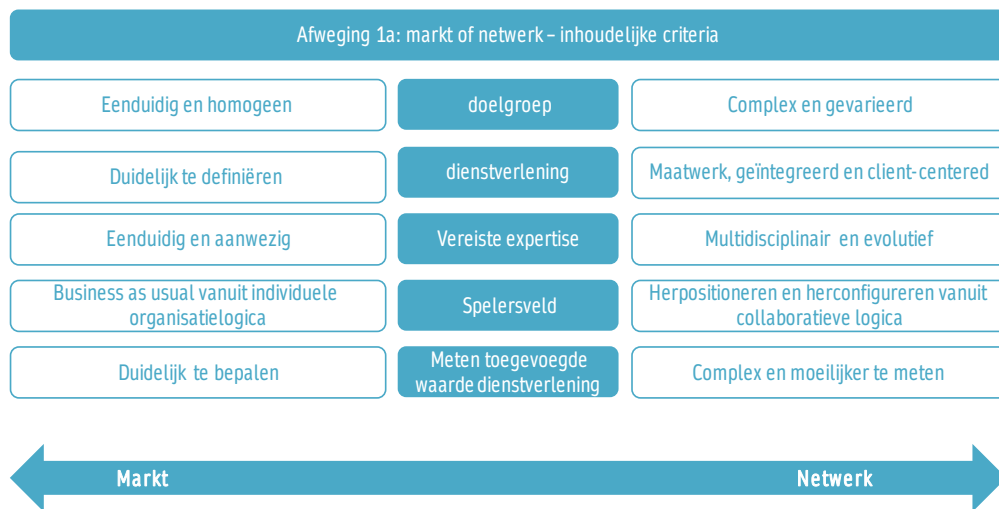 Afweging 1a: markt of netwerk – inhoudelijke criteria
Eenduidig en homogeen
doelgroep
Complex en gevarieerd
Duidelijk te definiëren
dienstverlening
Maatwerk, geïntegreerd en client-centered
Eenduidig en aanwezig
Vereiste expertise
Multidisciplinair en evolutief
Business as usual vanuit individuele
organisatielogica
Spelersveld
Herpositioneren en herconfigureren vanuit
collaboratieve logica
Duidelijk te bepalen
Meten toegevoegde
waarde dienstverlening
Complex en moeilijker te meten
Markt
Netwerk